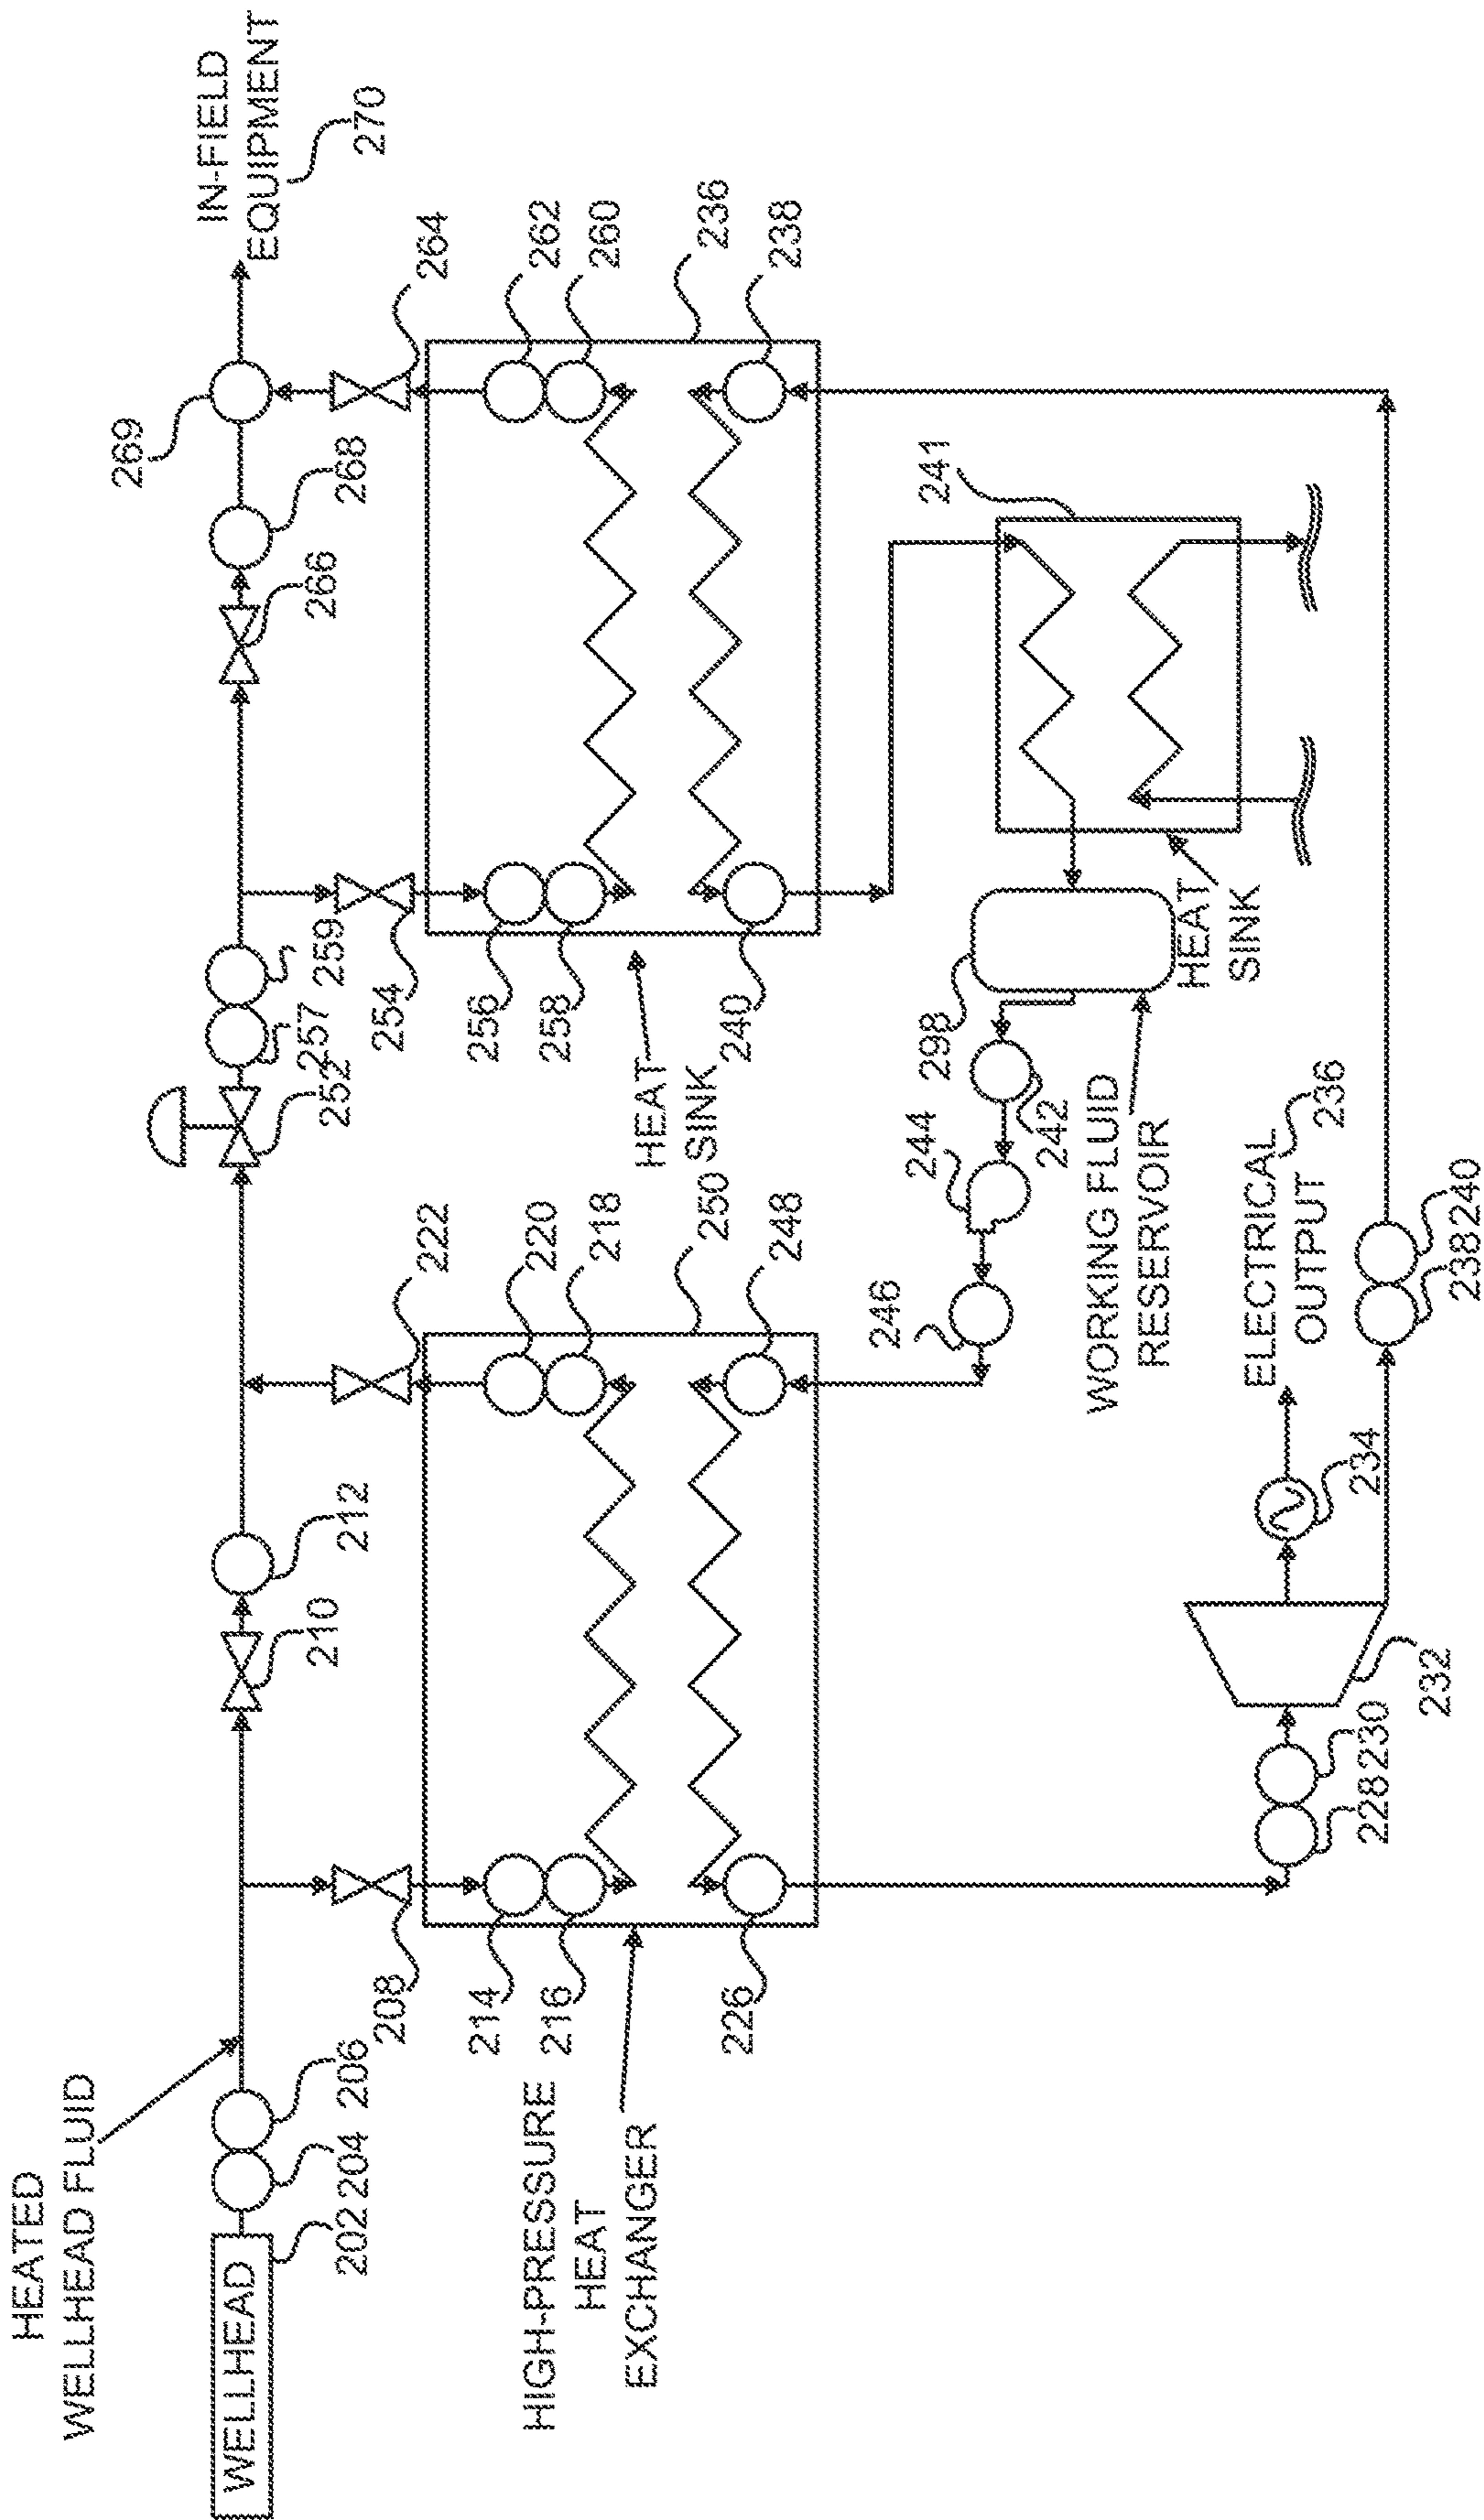 HEATED
WELLHEAD FLUID
WELLHEAD
202
204
206
210
212
252
257
259
266
268
269
IN-FIELD
EQUIPMENT
270
208
222
254
264
214
216
220
218
250
256
258
262
260
236
HIGH-PRESSURE
HEAT
EXCHANGER
HEAT
SINK
226
248
240
238
246
244
242
298
241
WORKING FLUID
RESERVOIR
HEAT
SINK
228
230
232
234
ELECTRICAL
OUTPUT
236
238
240